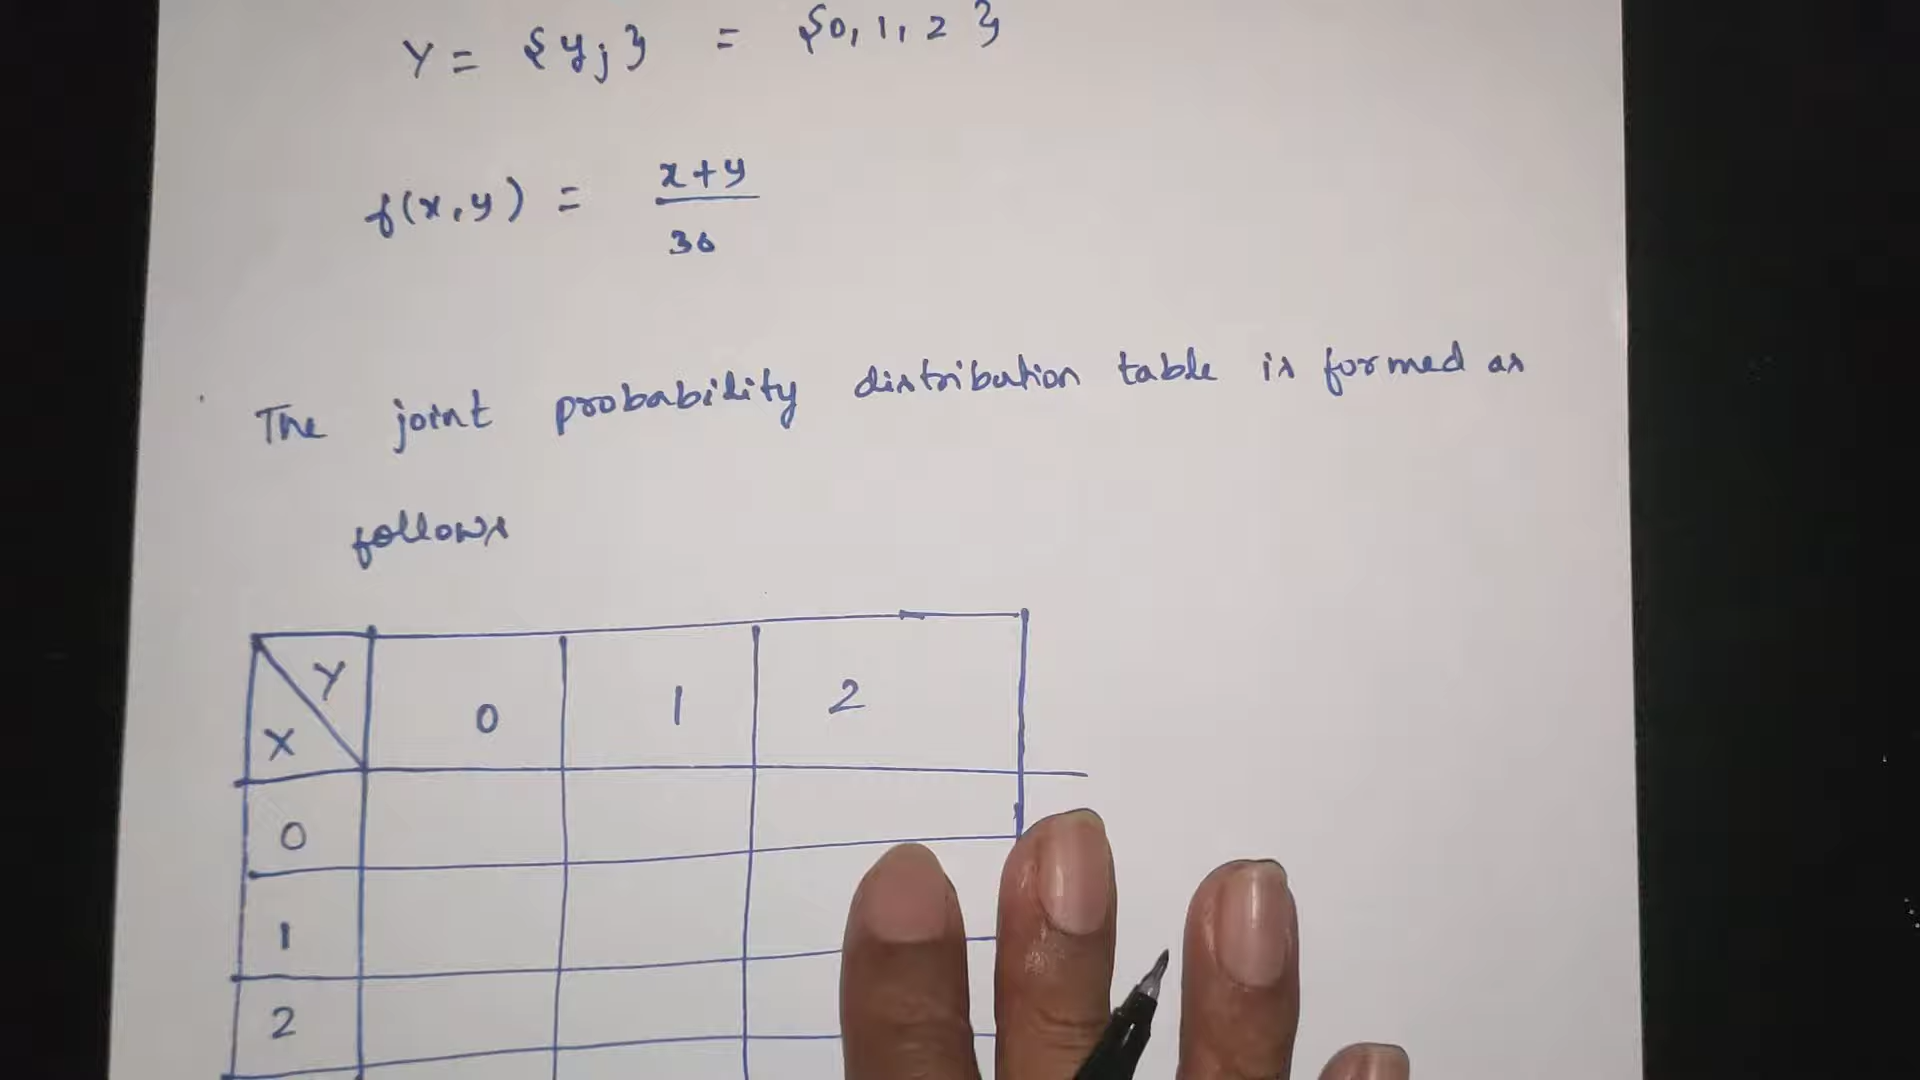 Y = {yj} = {0, 1, 2}
f(x,y) = x+y
30
The joint probability distribution table is formed as
follows
Y
X 0 1 2
0
1
2